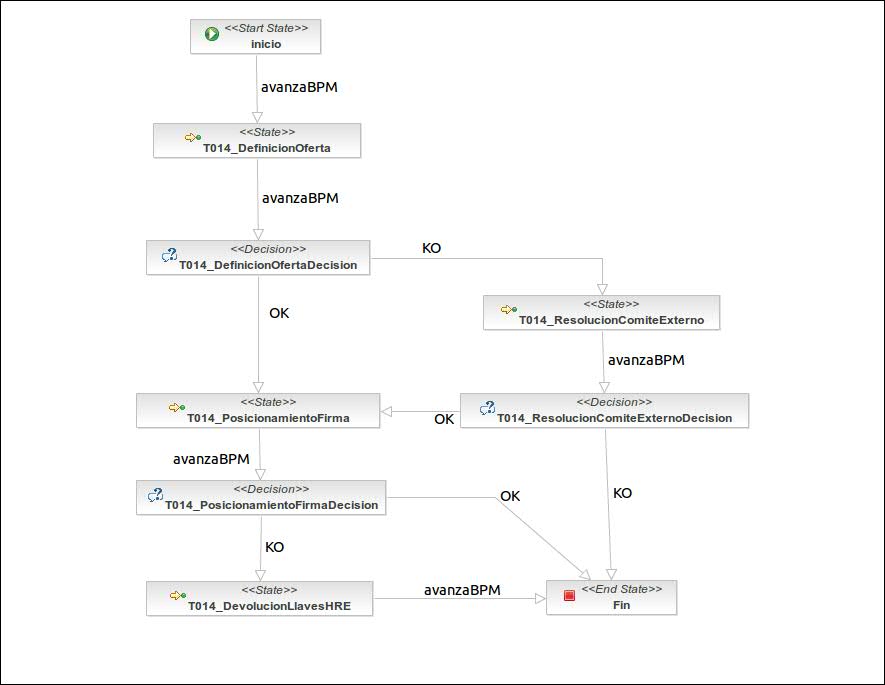 <<Start State>>
inicio
avanzaBPM
<<State>>
T014_DefinicionOferta
avanzaBPM
<<Decision>>
T014_DefinicionOfertaDecision
KO
<<State>>
T014_ResolucionComiteExterno
OK
avanzaBPM
<<State>>
T014_PosicionamientoFirma
<<Decision>>
T014_ResolucionComiteExternoDecision
OK
avanzaBPM
<<Decision>>
T014_PosicionamientoFirmaDecision
OK
KO
KO
<<State>>
T014_DevolucionLlavesHRE
avanzaBPM
<<End State>>
Fin